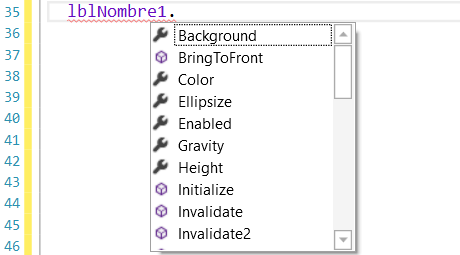 35 lblNombre1.
36 Background
37 BringToFront
38 Color
39 Ellipsize
40 Enabled
41 Gravity
42 Height
43 Initialize
44 Invalidate
45 Invalidate2
46